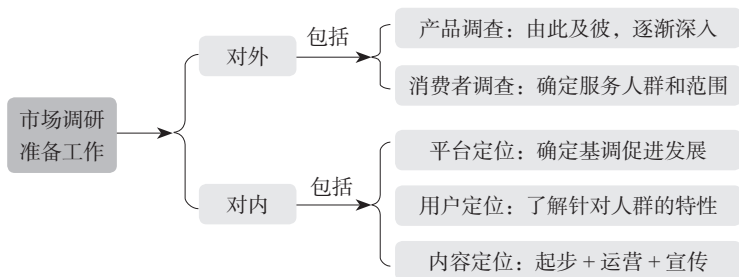 市场调研
准备工作
对外
包括
产品调查：由此及彼，逐渐深入
消费者调查：确定服务人群和范围
对内
包括
平台定位：确定基调促进发展
用户定位：了解针对人群的特性
内容定位：起步+运营+宣传